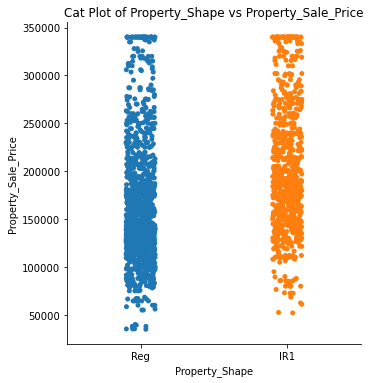 Cat Plot of Property_Shape vs Property_Sale_Price
350000
300000
250000
200000
150000
100000
50000
Property_Sale_Price
Reg IR1
Property_Shape